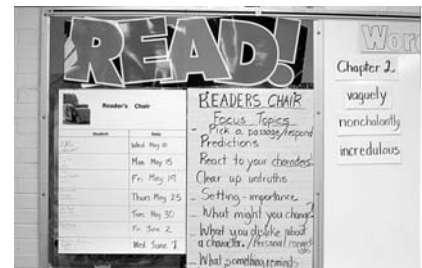 READ!
Reader's Chair
Student Date
Wed May 10
Mon May 15
Fri May 19
Thurs May 25
Tues May 30
Fri June 2
Wed. June 7
READERS CHAIR
Focus Topics
- Pick a passage/respond
Predictions
React to your characters
Clear up untruths
- Setting - importance
- What might you change?
- What you dislike about
a character. / Personal
- What something reminds
Word
Chapter 2.
vaguely
nonchalantly
incredulous